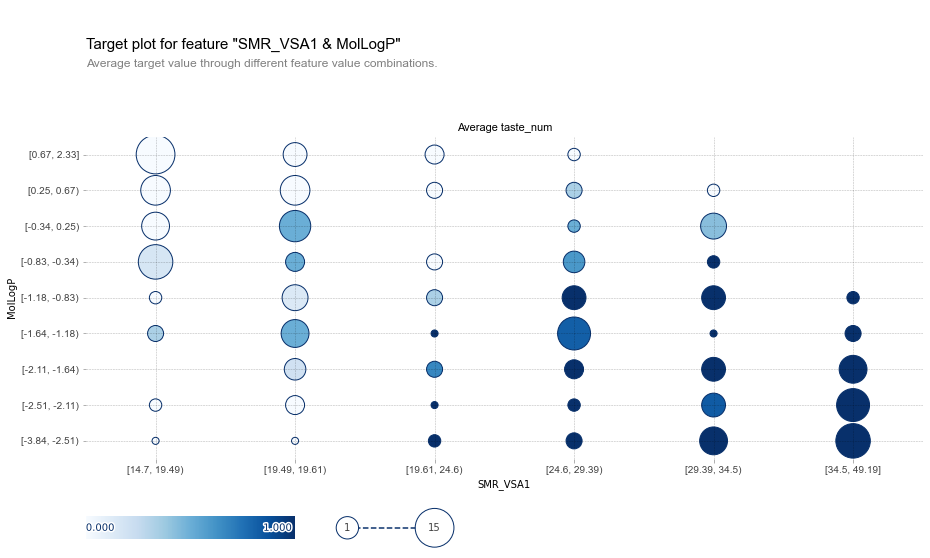 Target plot for feature "SMR_VSA1 & MolLogP"
Average target value through different feature value combinations.
Average taste_num
[0.67, 2.33]
[0.25, 0.67)
[-0.34, 0.25)
[-0.83, -0.34)
[-1.18, -0.83)
[-1.64, -1.18)
[-2.11, -1.64)
[-2.51, -2.11)
[-3.84, -2.51)
MolLogP
[14.7, 19.49) [19.49, 19.61) [19.61, 24.6) [24.6, 29.39) [29.39, 34.5) [34.5, 49.19]
SMR_VSA1
0.000 1.000 1 15